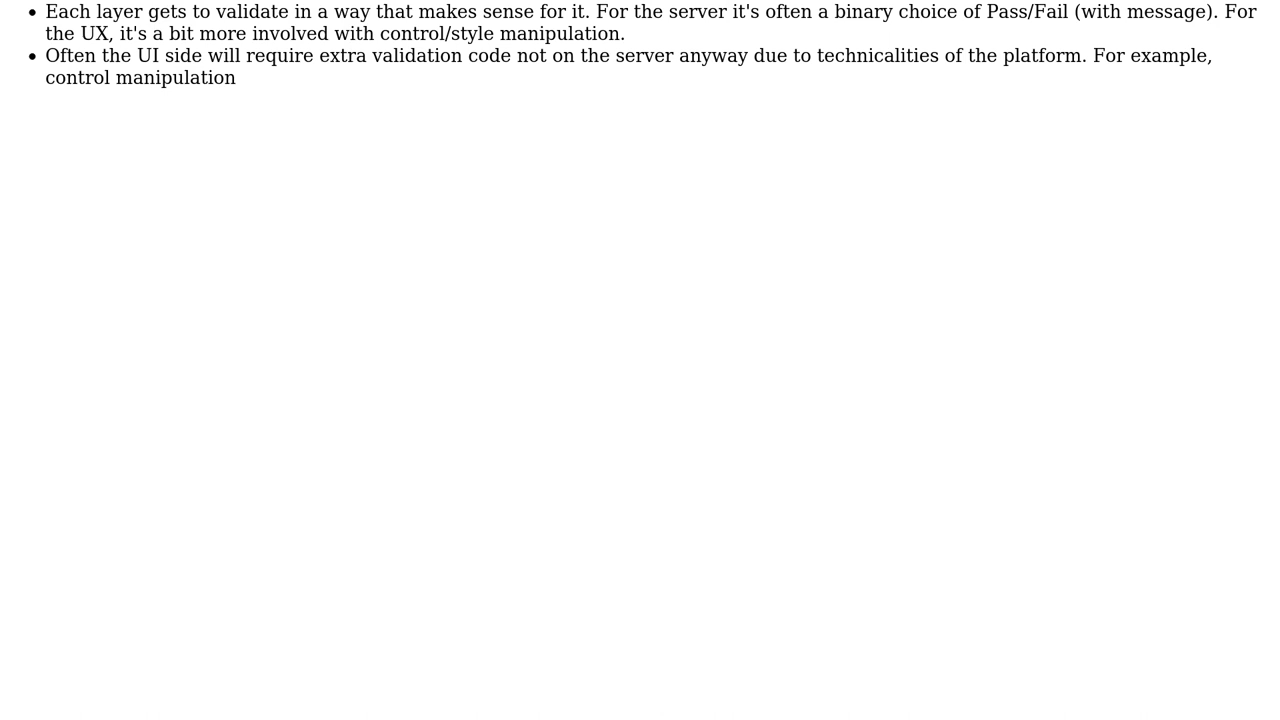 • Each layer gets to validate in a way that makes sense for it. For the server it's often a binary choice of Pass/Fail (with message). For
the UX, it's a bit more involved with control/style manipulation.
• Often the UI side will require extra validation code not on the server anyway due to technicalities of the platform. For example,
control manipulation